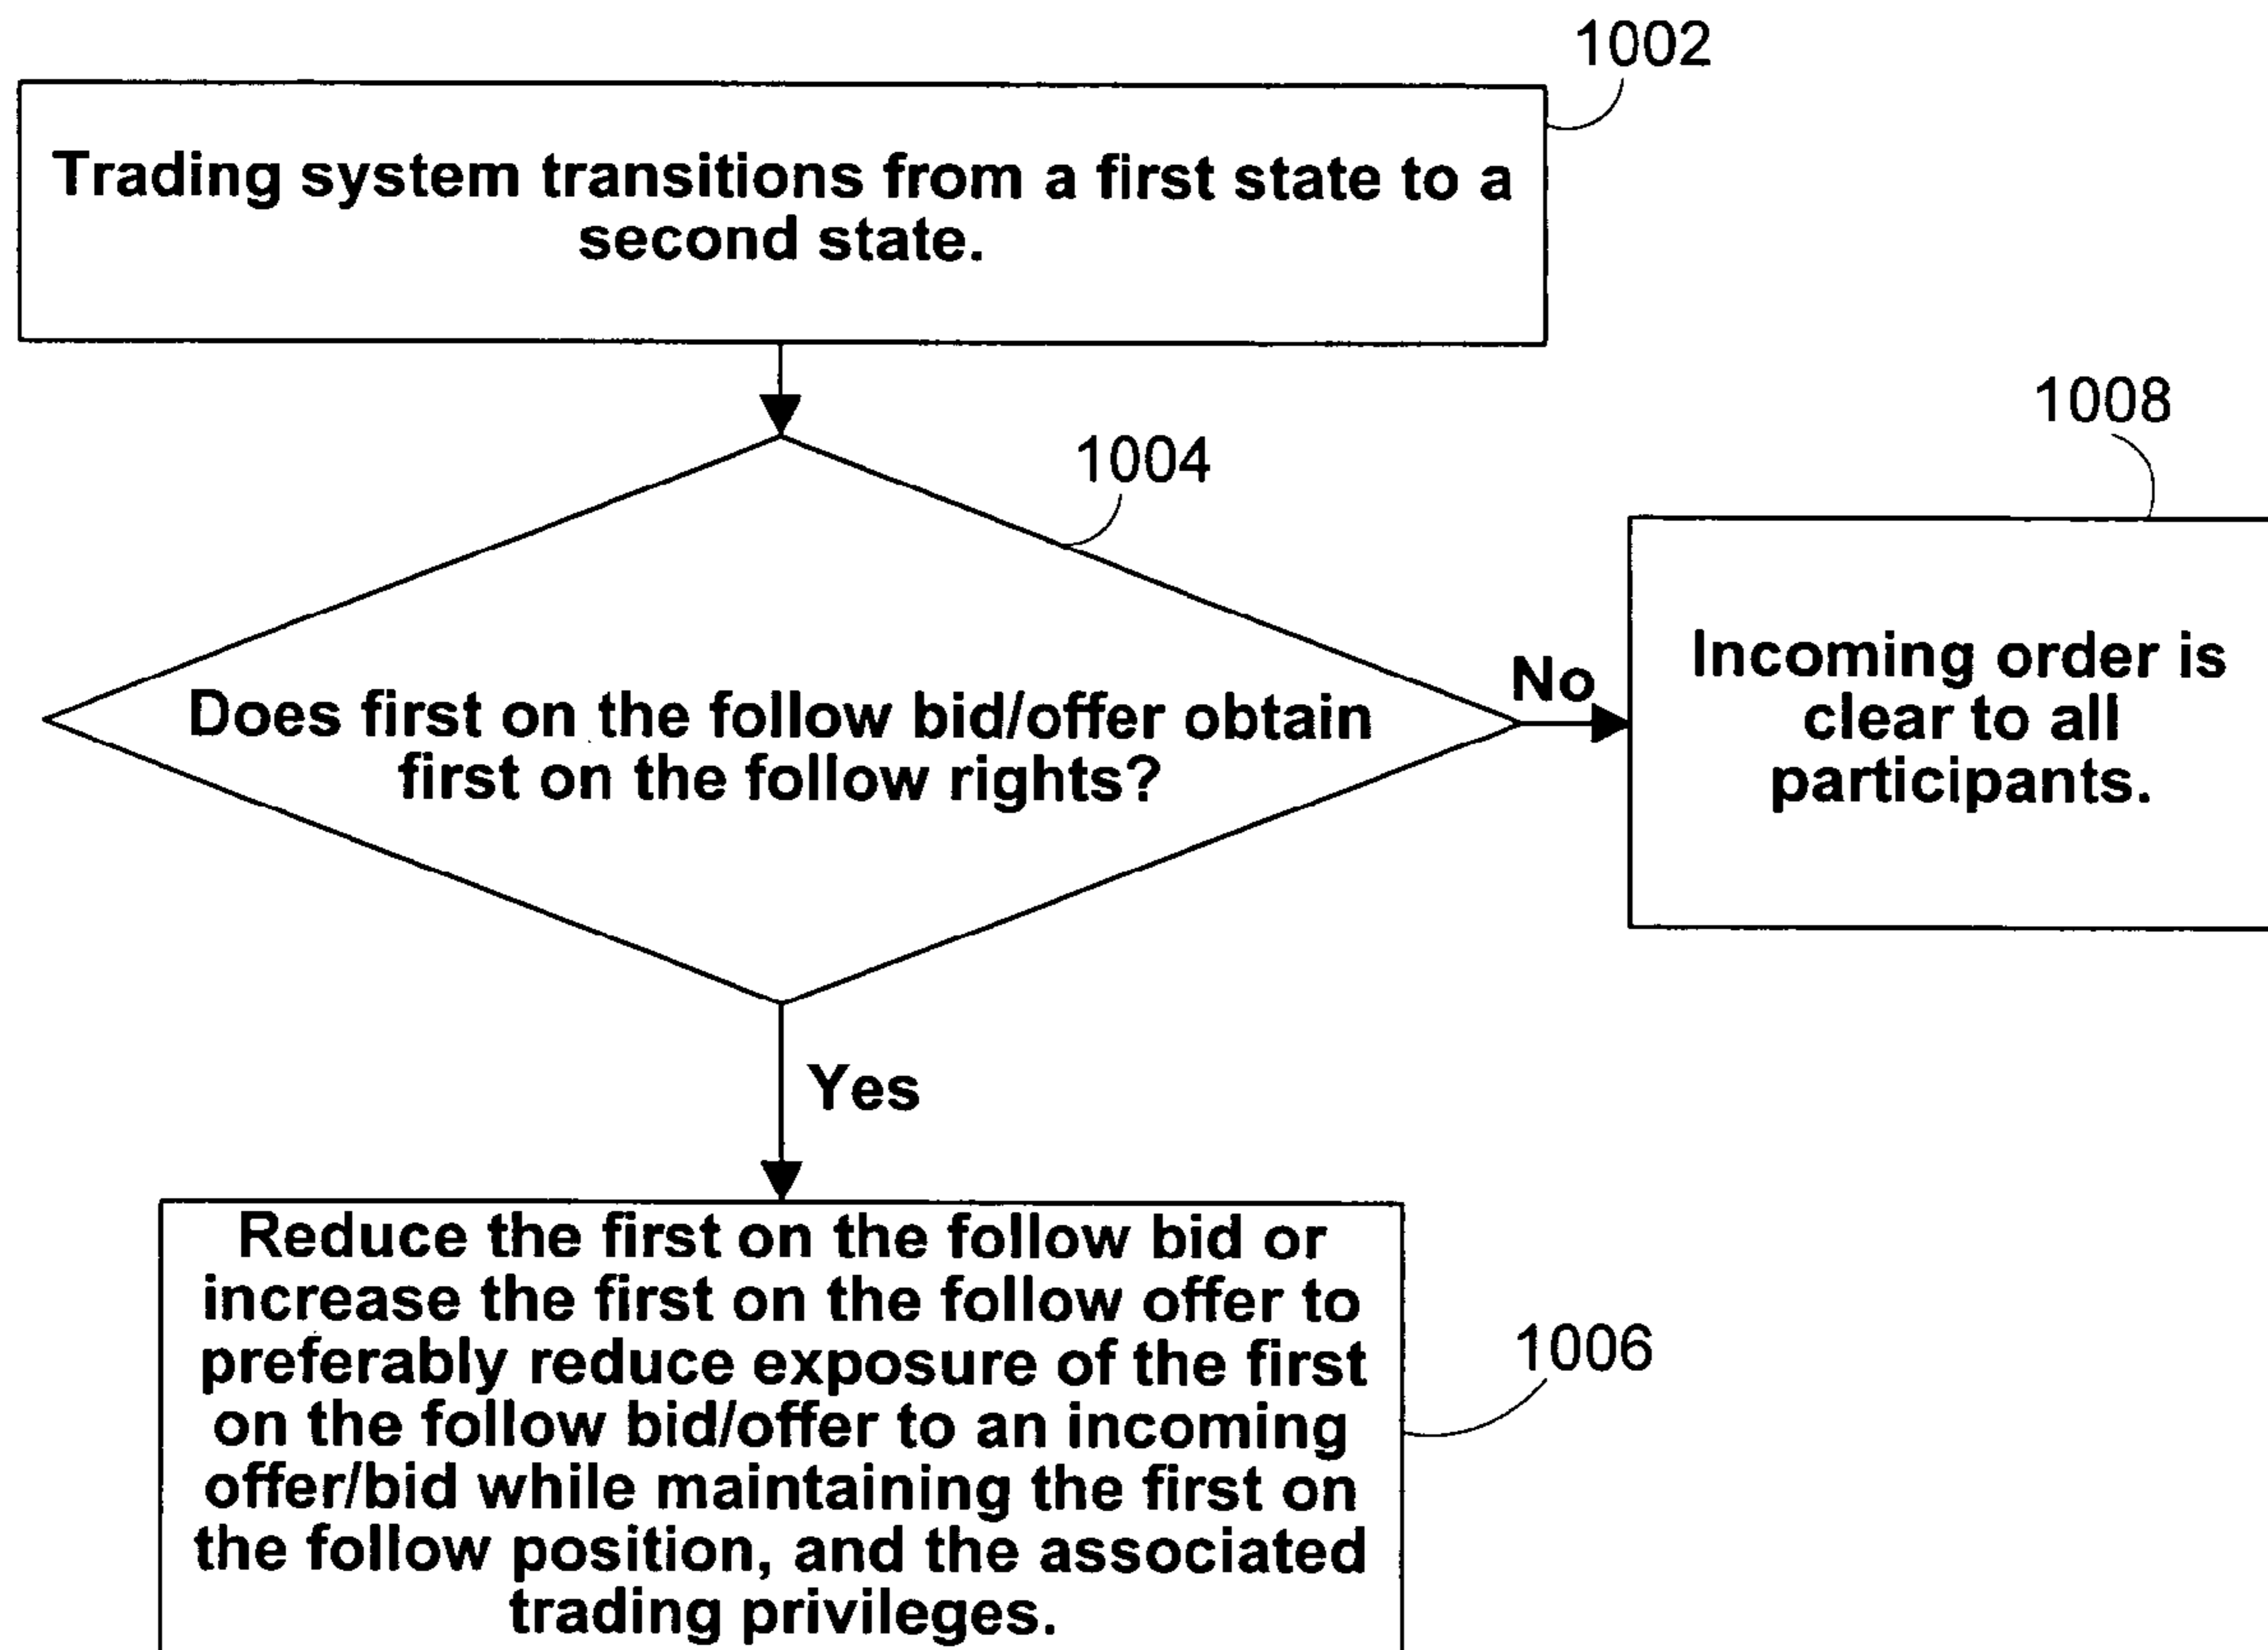 1002
Trading system transitions from a first state to a
second state.
1004
1008
Does first on the follow bid/offer obtain
first on the follow rights?
No
Incoming order is
clear to all
participants.
Yes
Reduce the first on the follow bid or
increase the first on the follow offer to
preferably reduce exposure of the first
on the follow bid/offer to an incoming
offer/bid while maintaining the first on
the follow position, and the associated
trading privileges.
1006